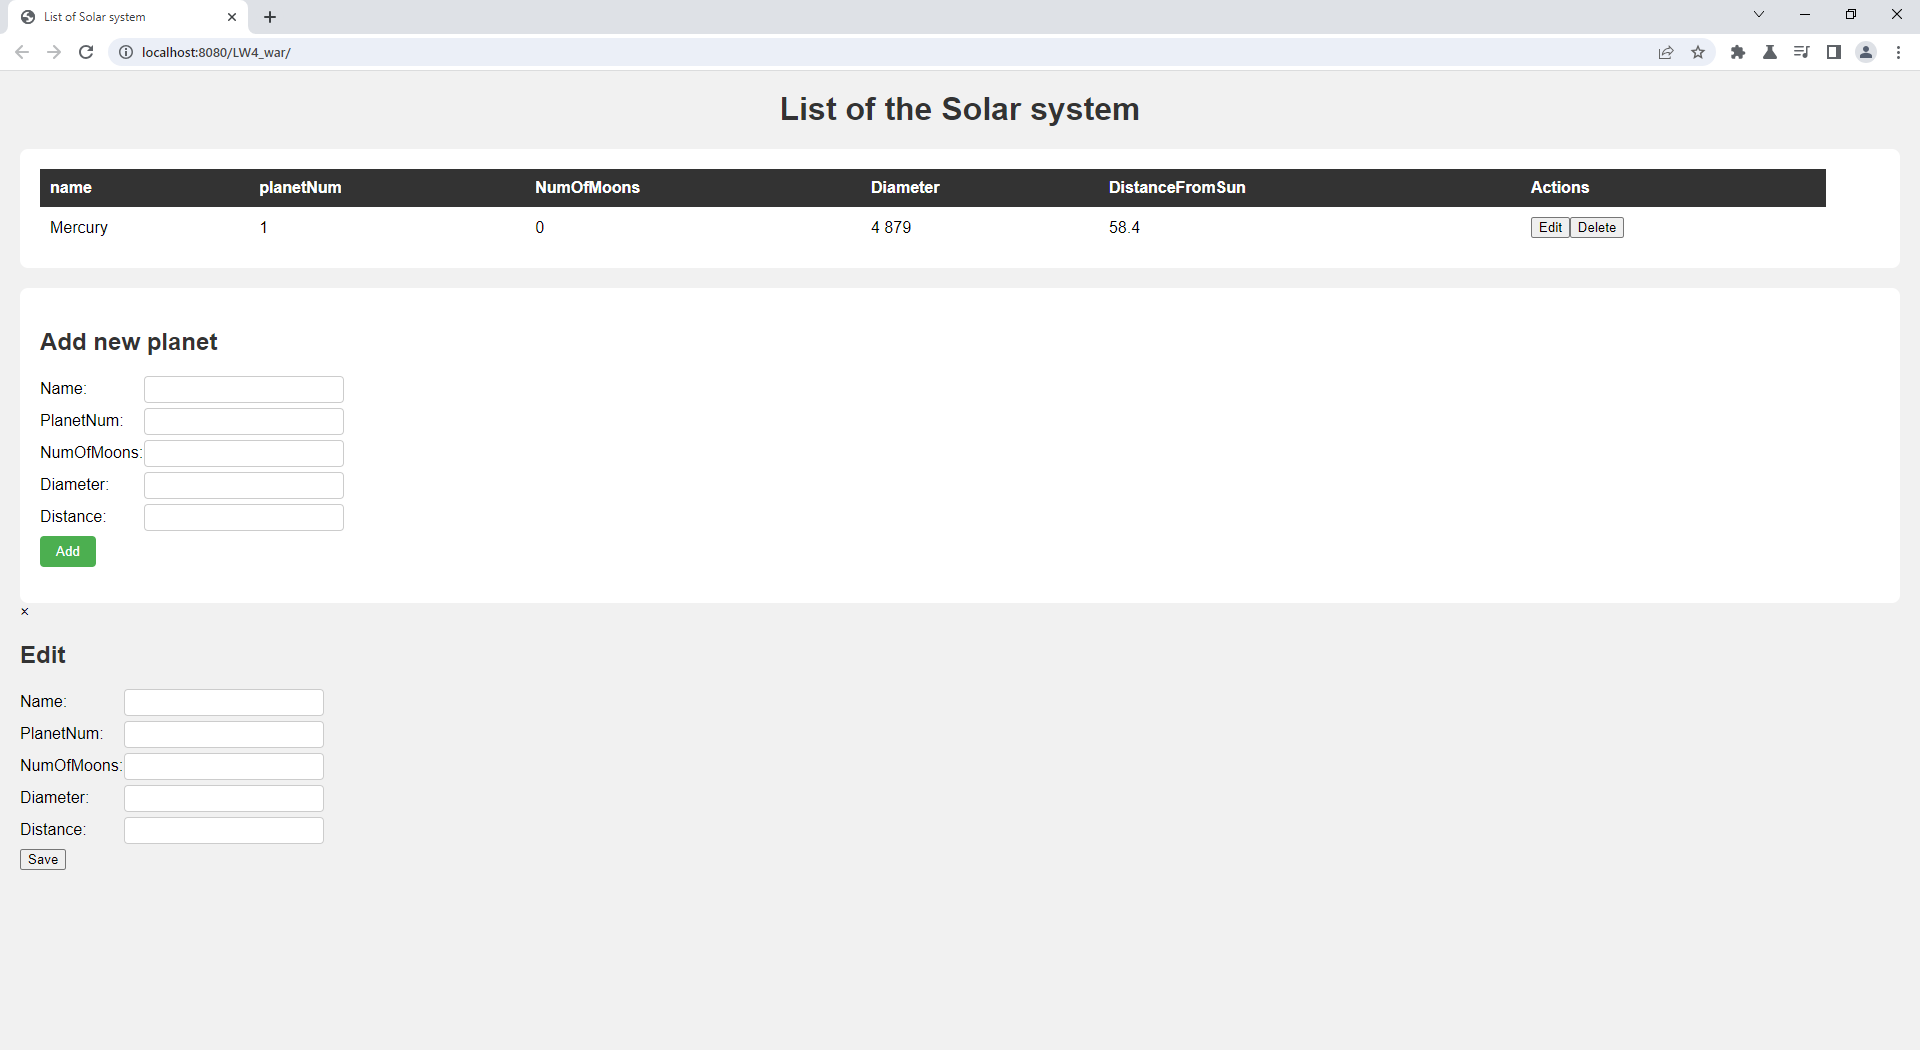 List of Solar system
localhost:8080/LW4_war/
List of the Solar system
name planetNum NumOfMoons Diameter DistanceFromSun Actions
Mercury 1 0 4 879 58.4 Edit Delete
Add new planet
Name:
PlanetNum:
NumOfMoons:
Diameter:
Distance:
Add
×
Edit
Name:
PlanetNum:
NumOfMoons:
Diameter:
Distance:
Save